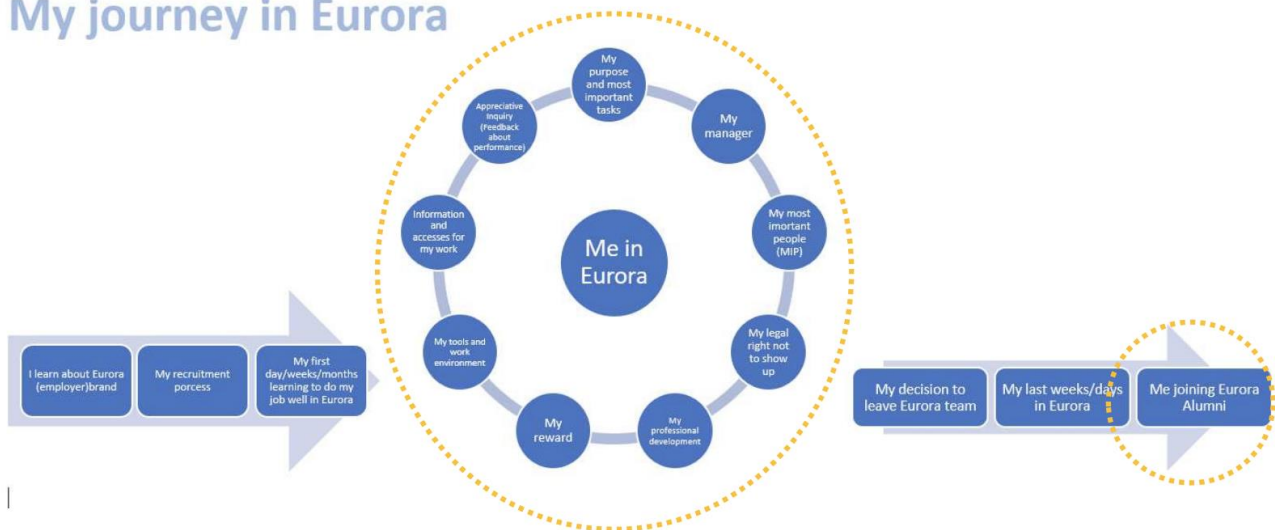 My journey in Eurora
I learn about Eurora
(employer)brand
My recruitment
porcess
My first
day/weeks/months
learning to do my
job well in Eurora
Me in
Eurora
My
purpose
and most
important
tasks
My
manager
My most
imortant
people
(MIP)
My legal
right not
to show
up
My
professional
development
My
reward
My tools and
work
environment
Information
and
accesses for
my work
Appreciative
Inquiry
(Feedback
about
performance)
My decision to
leave Eurora team
My last weeks/days
in Eurora
Me joining Eurora
Alumni